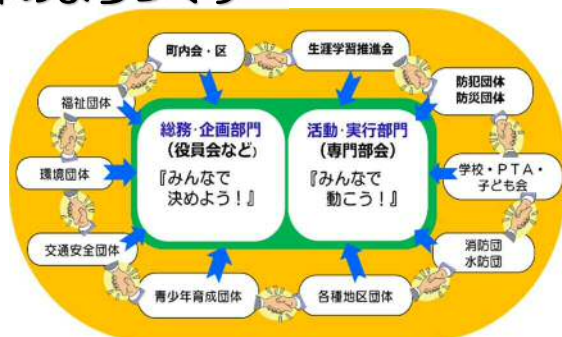 町内会・区
生涯学習推進会
防犯団体
防災団体
福祉団体
総務・企画部門
(役員会など)
『みんなで
決めよう！』
活動・実行部門
(専門部会)
『みんなで
動こう！』
環境団体
学校・ＰＴＡ・
子ども会
交通安全団体
消防団
水防団
青少年育成団体
各種地区団体